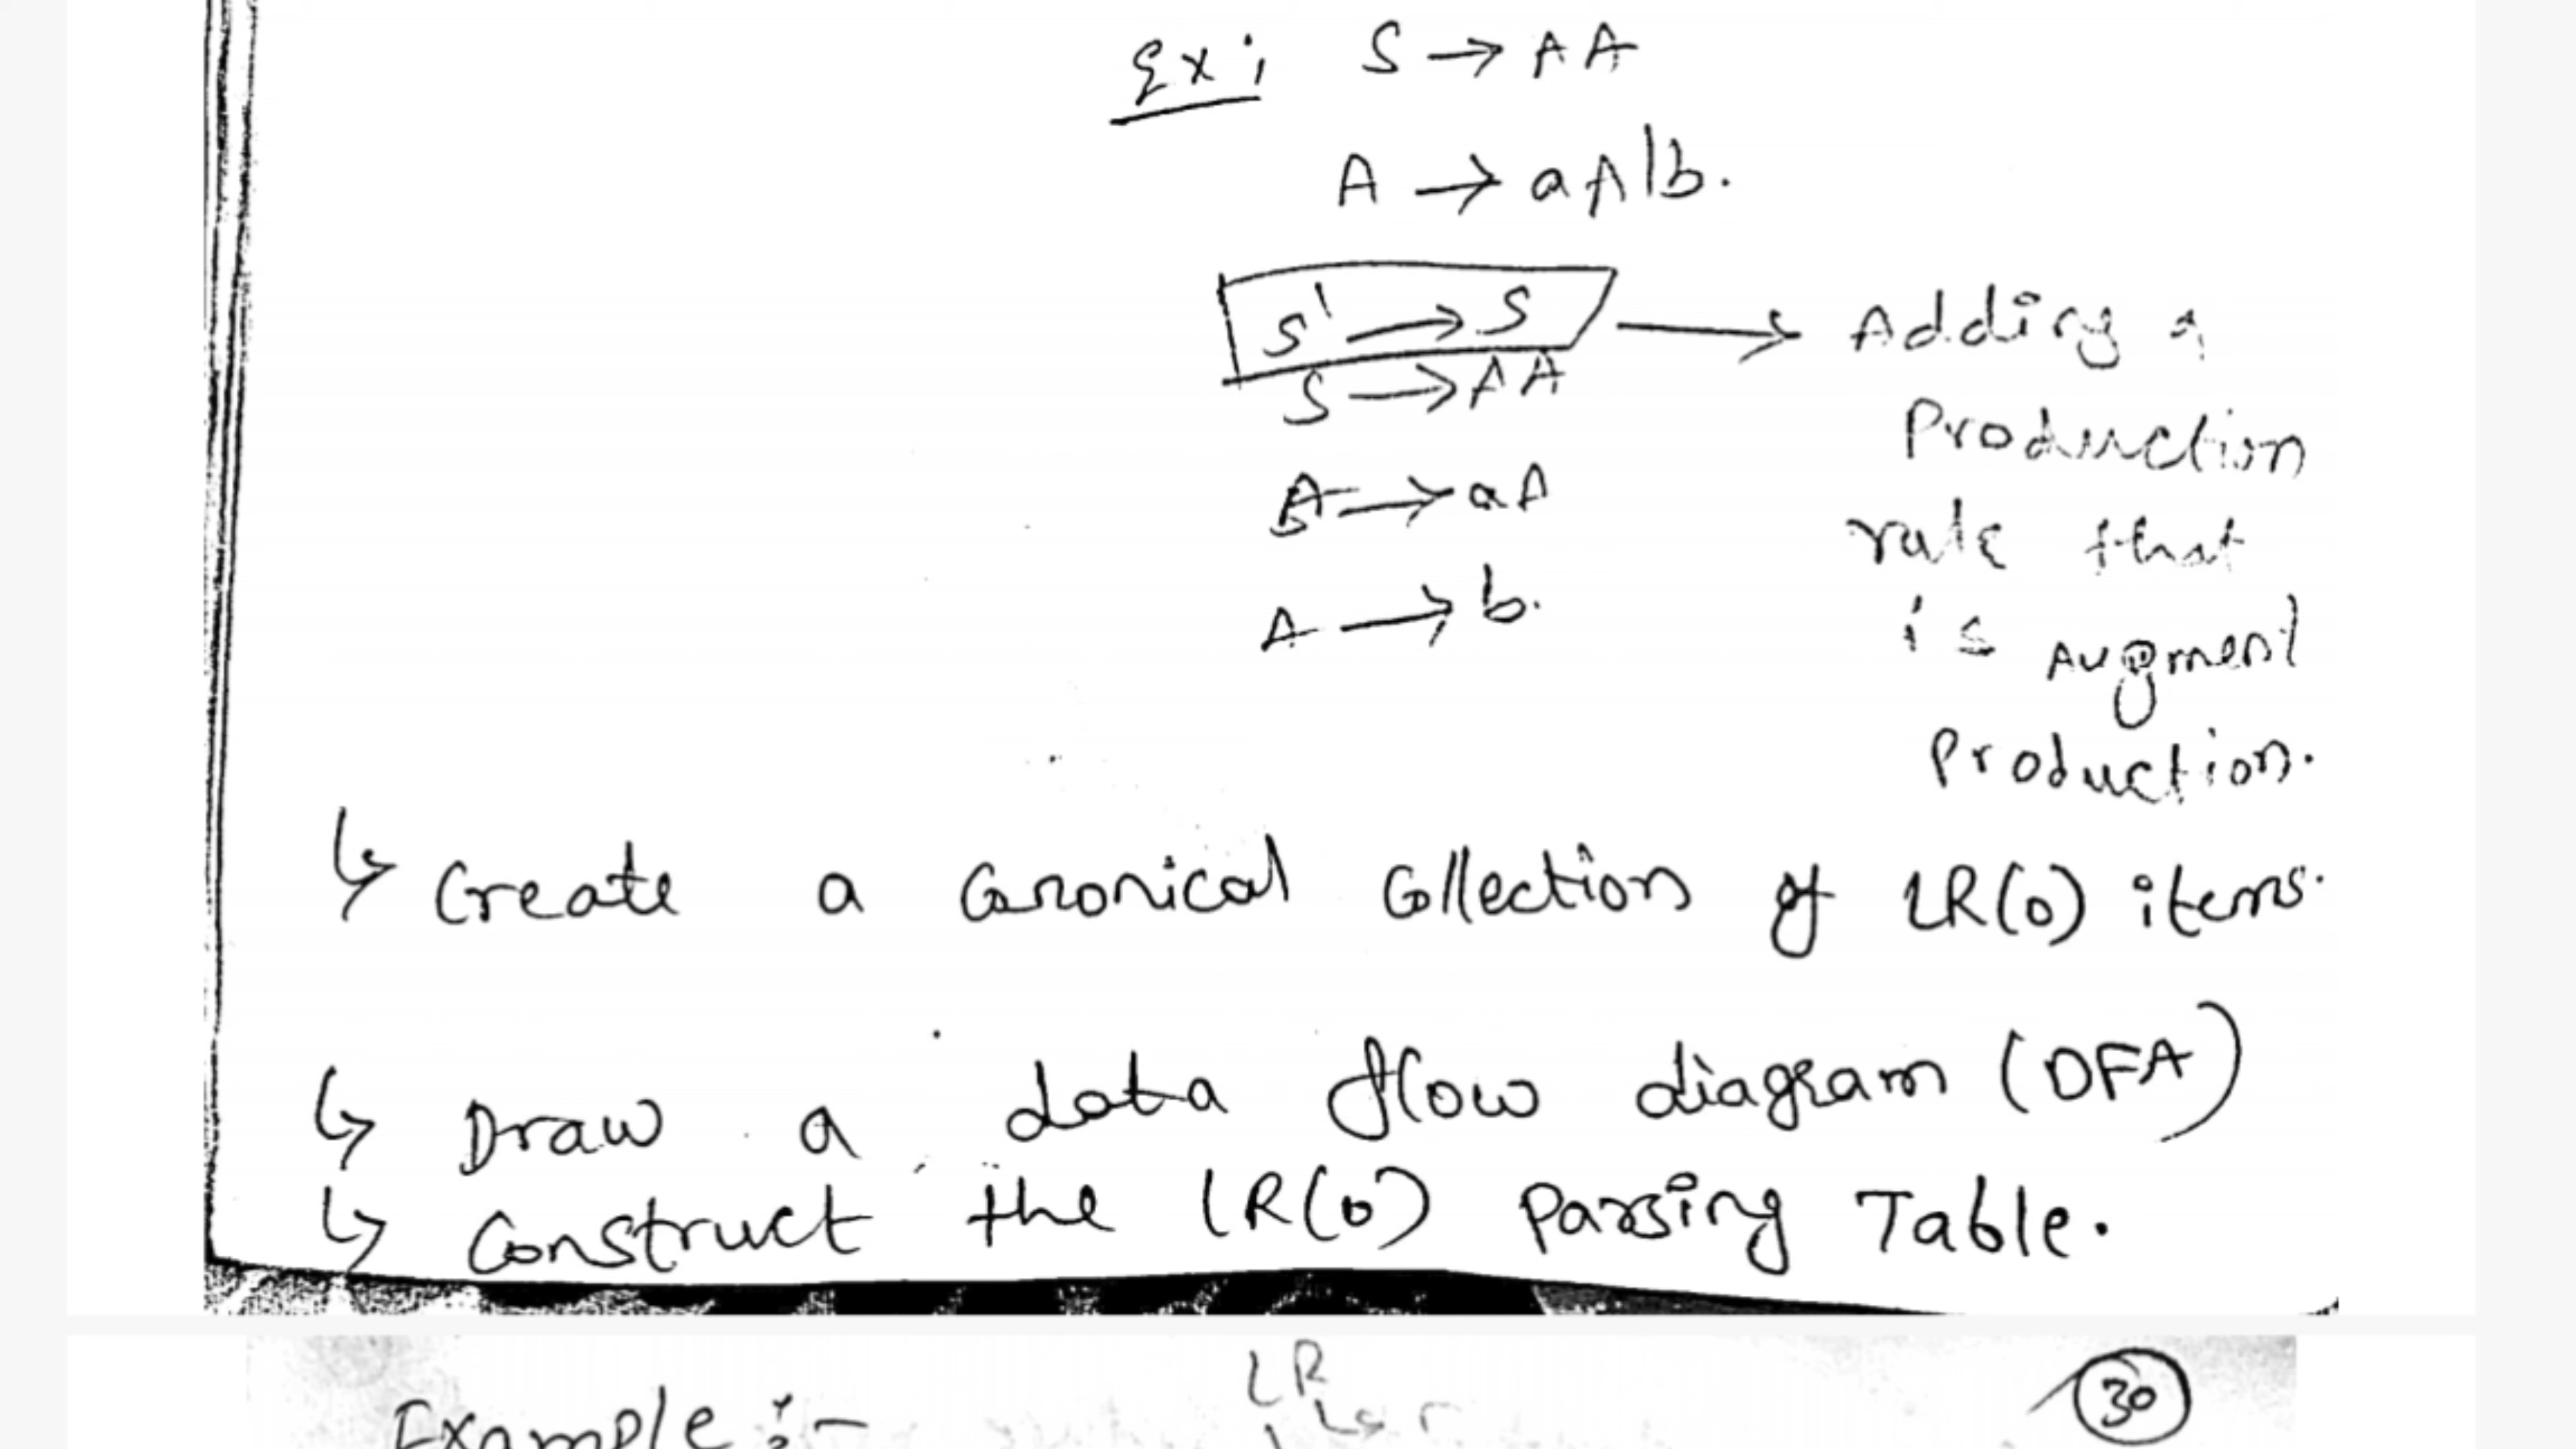 Ex: S → AA
A → aA|b.
S' → S → Adding a
S → AA
Production
A → aA
rule that
A → b.
is Augment
Production.
↳ Create a Canonical Collection of LR(0) items.
↳ Draw a data flow diagram (DFA)
↳ Construct the LR(0) Parsing Table.
LR
30
Example :-